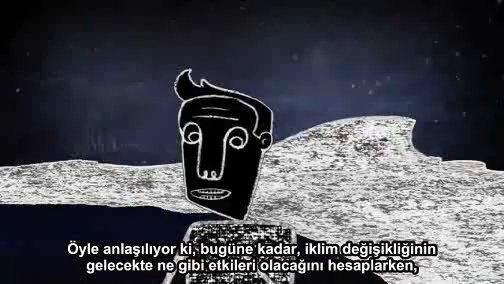 Öyle anlaşılıyor ki, bugüne kadar, iklim değişikliğinin
gelecekte ne gibi etkileri olacağını hesaplarken,